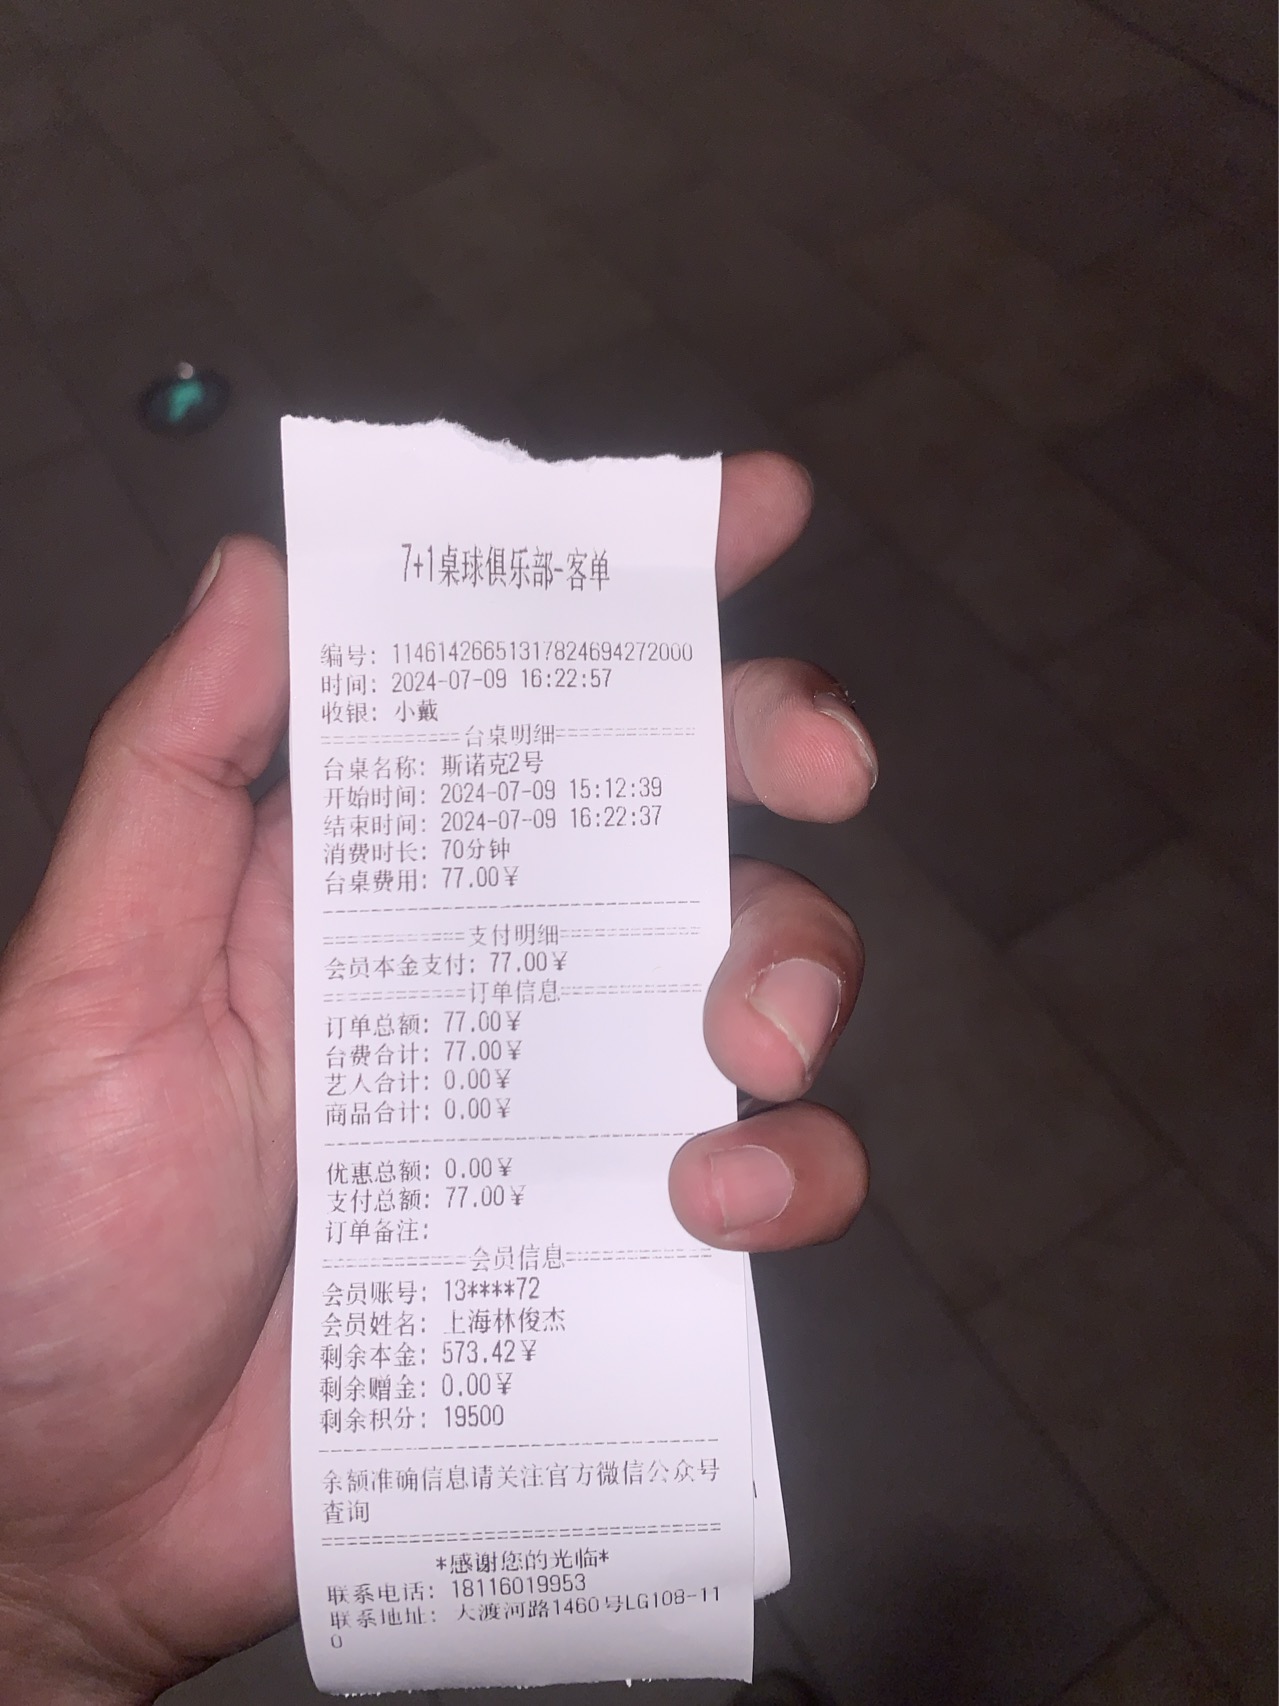 7+1桌球俱乐部-客单
编号: 1146142665131782469427200​0
时间: 2024-07-09 16:22:57
收银: 小戴
============台桌明细============
台桌名称: 斯诺克2号
开始时间: 2024-07-09 15:12:39
结束时间: 2024-07-09 16:22:37
消费时长: 70分钟
台桌费用: 77.00¥
--------------------------------
============支付明细============
会员本金支付: 77.00¥
============订单信息============
订单总额: 77.00¥
台费合计: 77.00¥
艺人合计: 0.00¥
商品合计: 0.00¥
--------------------------------
优惠总额: 0.00¥
支付总额: 77.00¥
订单备注:
============会员信息============
会员账号: 13****72
会员姓名: 上海林俊杰
剩余本金: 573.42¥
剩余赠金: 0.00¥
剩余积分: 19500
--------------------------------
余额准确信息请关注官方微信公众号
查询
================================
*感谢您的光临*
联系电话: 18116019953
联系地址: 大渡河路1460号LG108-11
0